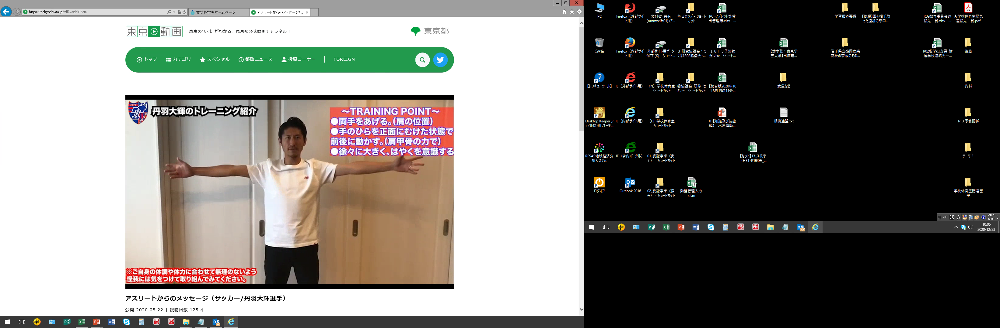 https://tokyodouga.jp/vji3vszjhki.html
文部科学省ホームページ
アスリートからのメッセージ(...
東京動画
東京の“いま”がわかる。東京都公式動画チャンネル！
東京都
トップ
カテゴリ
スペシャル
都政ニュース
投稿コーナー
FOREIGN
丹羽大輝のトレーニング紹介
～TRAINING POINT～
●両手をあげる。(肩の位置)
●手のひらを正面にむけた状態で
前後に動かす。(肩甲骨の力で)
●徐々に大きく、はやくを意識する
※ご自身の体調や体力に合わせて無理のないよう
怪我には気をつけて取り組んでみてください。
アスリートからのメッセージ（サッカー/丹羽大輝選手）
公開 2020.05.22 | 視聴回数 125回
PC
Firefox（外部サイ
ト用）
文科省・共有
(nmmxcifs01) (Z...
毎日カップ - ショート
カット
PC・タブレット等貸
出管理簿.xlsx - ...
学習指導要領
【依頼】国を相手取
った控訴の窓口...
R02教育委員会連
絡先一覧.xlsx - ...
★学校体育室緊急
連絡先一覧.pdf
ごみ箱
Firefox（内部サイ
ト用）
外部サイト用データ
保存 (K) - ショート...
３ 研究協議会：つ
くば（R02協議会・...
１６Ｆ３予約状
況.xlsx - ショート...
【鈴木聡：東京学
芸大学】出席確...
岩手県立盛岡農業
高校の事故のその...
R02私学担当課・附
属学校連絡先一...
後藤
【レスキューツール】
IE（外部サイト用）
（N）学校体育室
- ショートカット
⑳協議会・研修・セ
ミナー - ショートカット
【統合版2020年10
月8日15時11分...
武道など
資料
Desktop Keeper フ
ァイル持出しユーテ...
IE（内部サイト用）
（L）学校体育室
- ショートカット
01【知識及び技能
編】　水泳運動...
相撲連盟.txt
Ｒ３予算関係
RESAS地域経済分
析システム
IE（省内ポータル）
01_委託事業（安
全） - ショートカット
【セット】13_スポ庁
（H31・R1総表_...
テーマ３
ログオフ
Outlook 2016
02_委託事業（指
導） - ショートカット
勤務管理入力.
xlsm
学校体育室関連記
事
JP
A
CAPS
KANA
10:06
2020/12/23